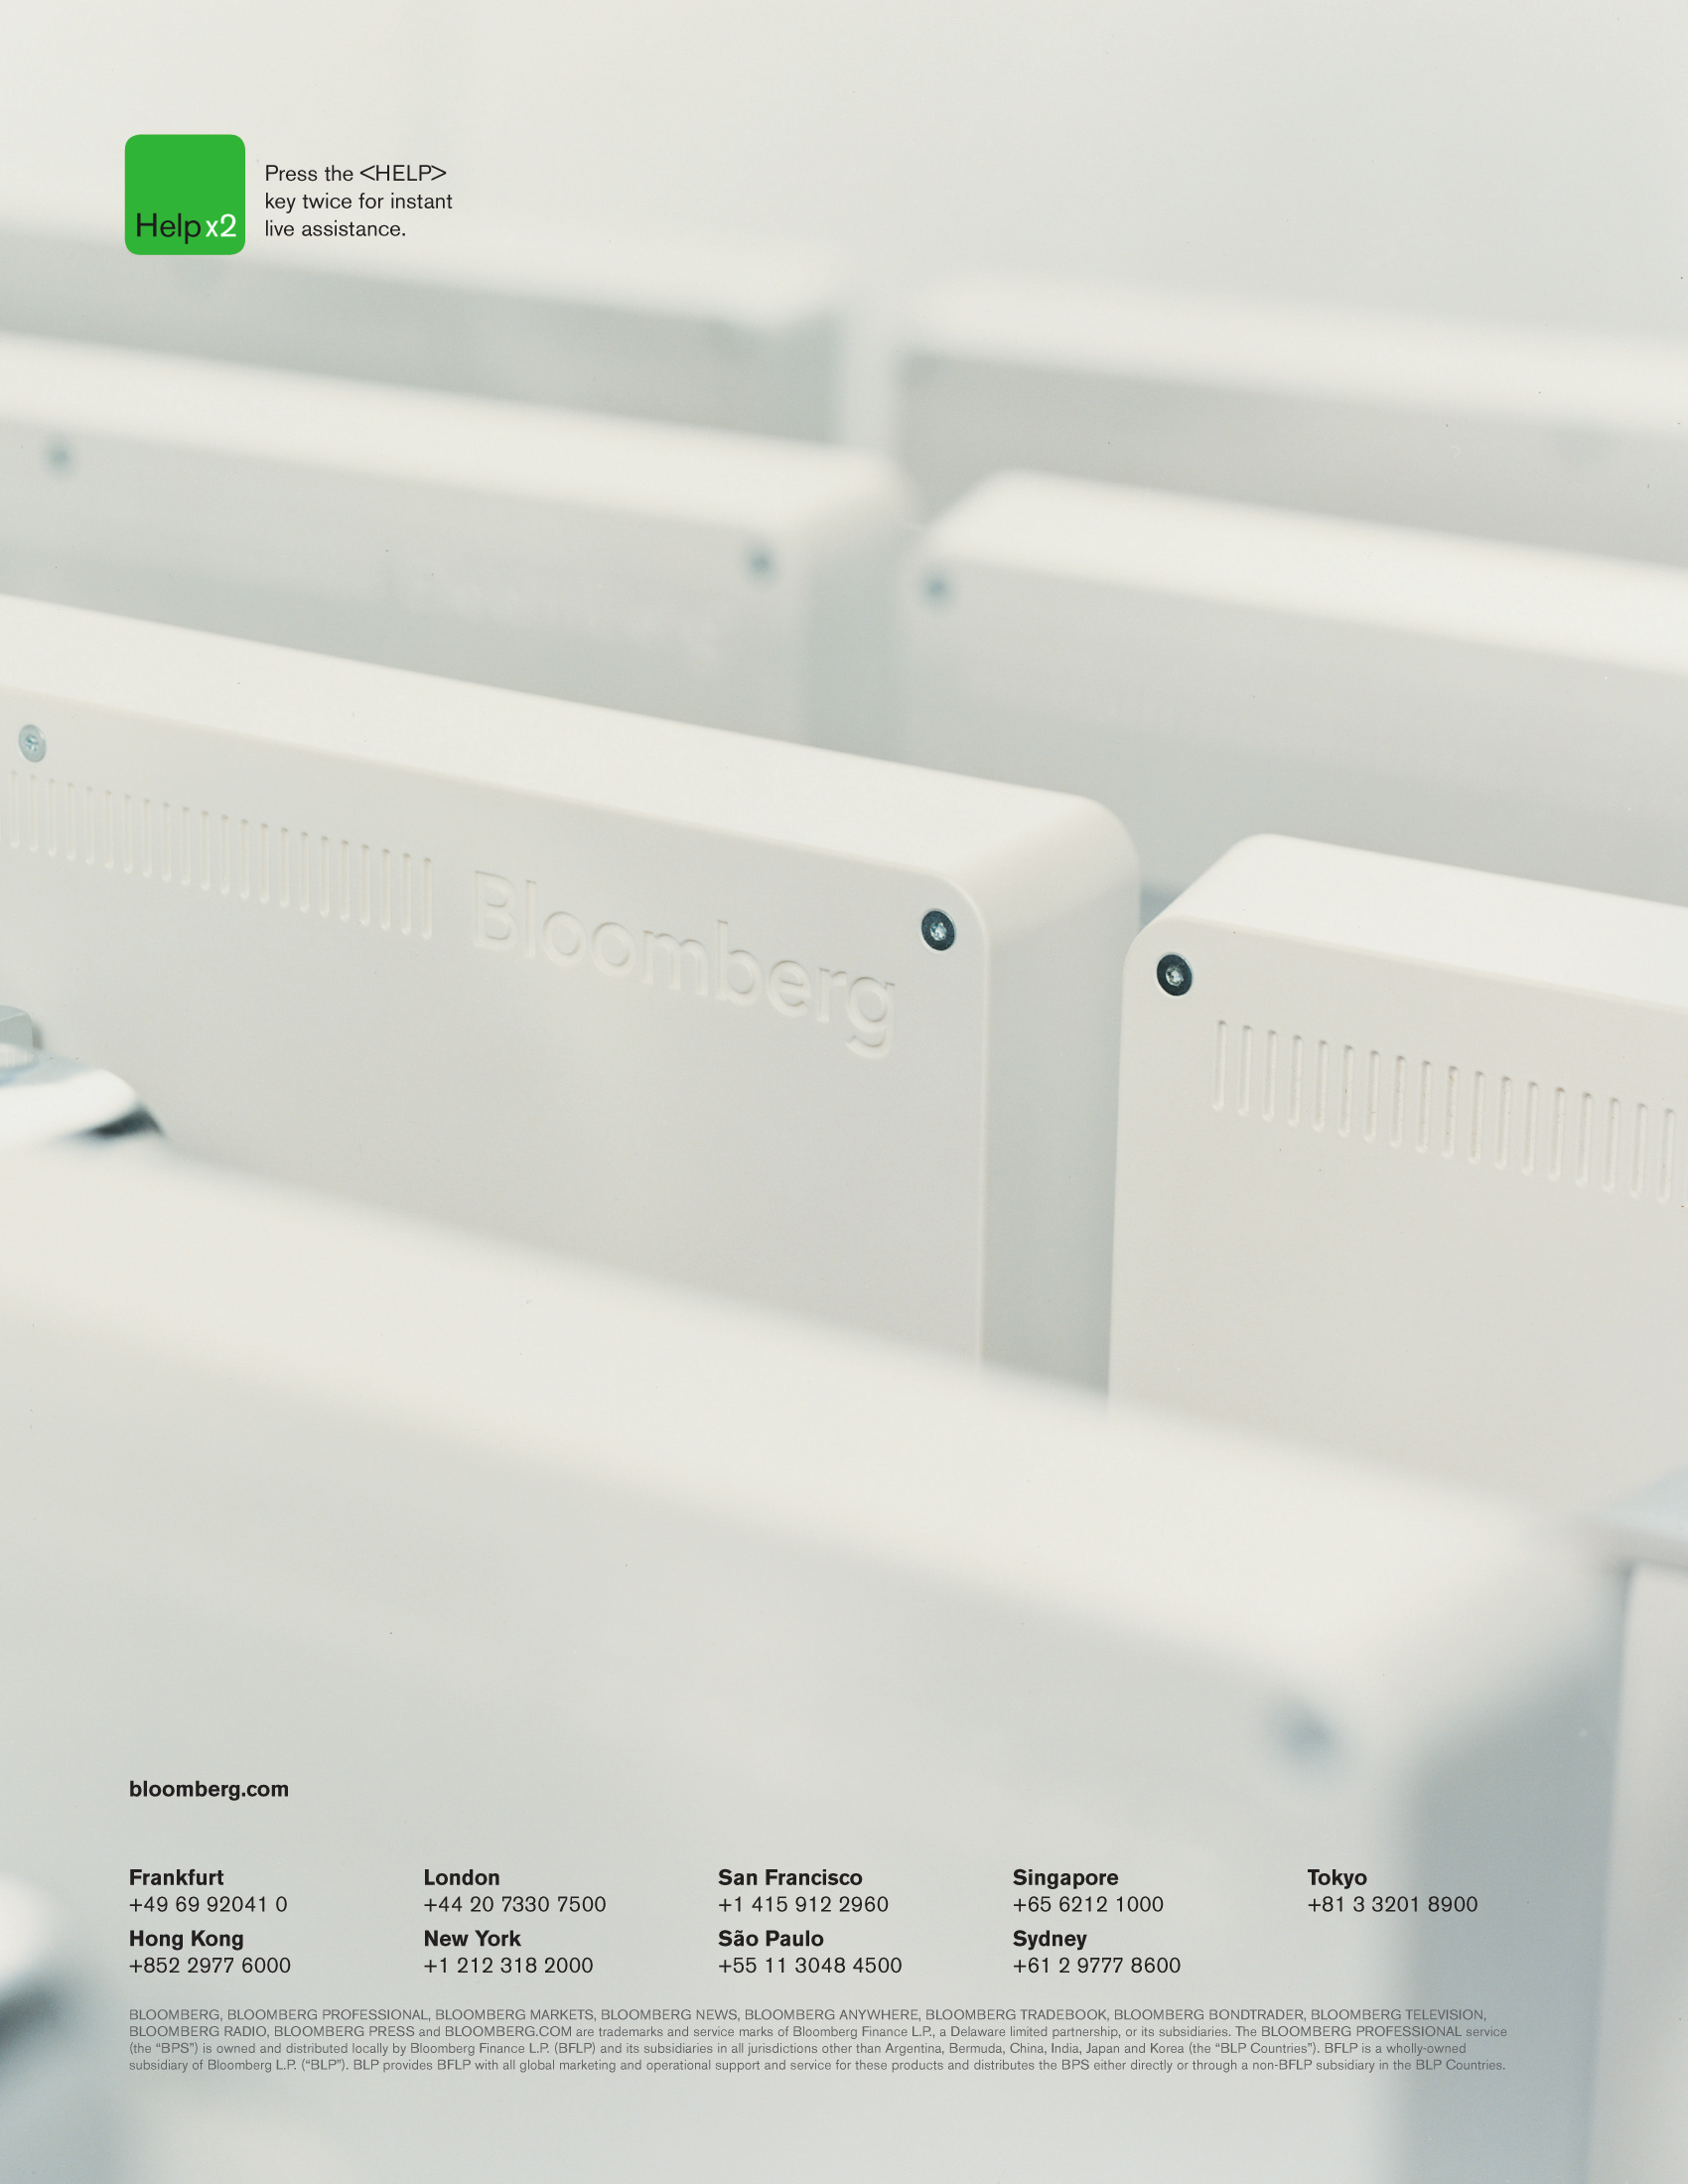 Help x2
Press the <HELP>
key twice for instant
live assistance.
Bloomberg
bloomberg.com
Frankfurt
+49 69 92041 0
London
+44 20 7330 7500
San Francisco
+1 415 912 2960
Singapore
+65 6212 1000
Tokyo
+81 3 3201 8900
Hong Kong
+852 2977 6000
New York
+1 212 318 2000
São Paulo
+55 11 3048 4500
Sydney
+61 2 9777 8600
BLOOMBERG, BLOOMBERG PROFESSIONAL, BLOOMBERG MARKETS, BLOOMBERG NEWS, BLOOMBERG ANYWHERE, BLOOMBERG TRADEBOOK, BLOOMBERG BONDTRADER, BLOOMBERG TELEVISION,
BLOOMBERG RADIO, BLOOMBERG PRESS and BLOOMBERG.COM are trademarks and service marks of Bloomberg Finance L.P., a Delaware limited partnership, or its subsidiaries. The BLOOMBERG PROFESSIONAL service
(the “BPS”) is owned and distributed locally by Bloomberg Finance L.P. (BFLP) and its subsidiaries in all jurisdictions other than Argentina, Bermuda, China, India, Japan and Korea (the “BLP Countries”). BFLP is a wholly-owned
subsidiary of Bloomberg L.P. (“BLP”). BLP provides BFLP with all global marketing and operational support and service for these products and distributes the BPS either directly or through a non-BFLP subsidiary in the BLP Countries.